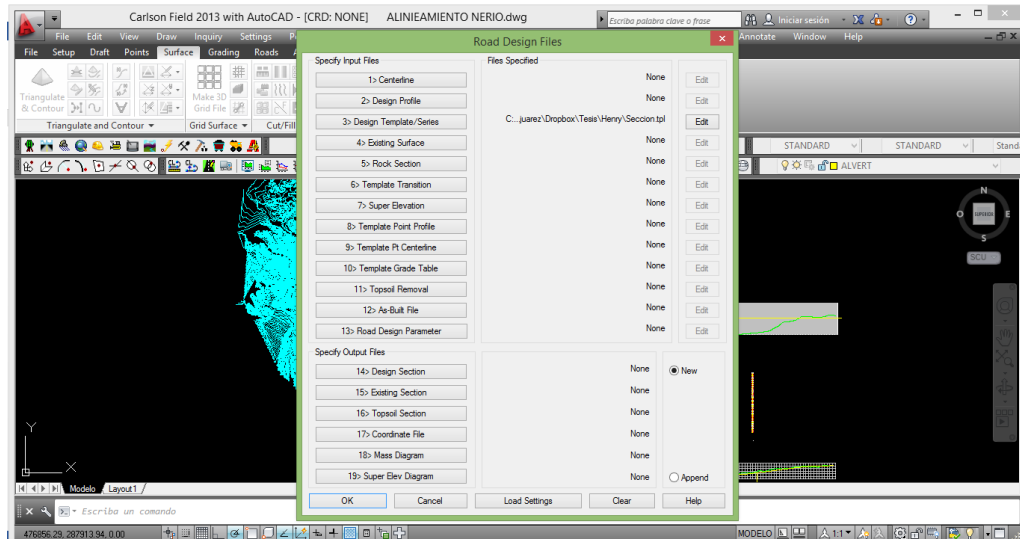 Carlson Field 2013 with AutoCAD - [CRD: NONE] ALINIEAMIENTO NERIO.dwg
Escriba palabra clave o frase
Iniciar sesión
File Edit View Draw Inquiry Settings
Annotate Window Help
File Setup Draft Points Surface Grading Roads
Triangulate & Contour
Make 3D Grid File
Triangulate and Contour
Grid Surface
Cut/Fill
STANDARD
STANDARD
Stand
ALVERT
Road Design Files
Specify Input Files
Files Specified
1> Centerline None Edit
2> Design Profile None Edit
3> Design Template/Series C:...juarez\Dropbox\Tesis\Henry\Seccion.tpl Edit
4> Existing Surface None Edit
5> Rock Section None Edit
6> Template Transition None Edit
7> Super Elevation None Edit
8> Template Point Profile None Edit
9> Template Pt Centerline None Edit
10> Template Grade Table None Edit
11> Topsoil Removal None Edit
12> As-Built File None Edit
13> Road Design Parameter None Edit
Specify Output Files
14> Design Section None New
15> Existing Section None
16> Topsoil Section None
17> Coordinate File None
18> Mass Diagram None
19> Super Elev Diagram None Append
OK Cancel Load Settings Clear Help
N
O SUPERIOR E
S
SCU
Y
X
Modelo Layout1
Escriba un comando
476856.29, 287913.94, 0.00
MODELO
1:1